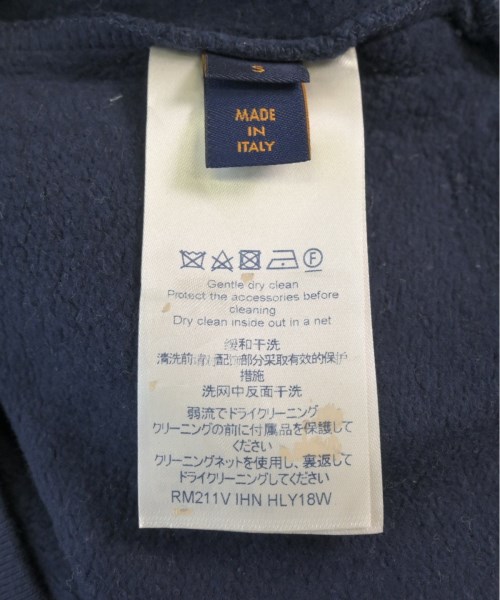 S
MADE
IN
ITALY
F
Gentle dry clean
Protect the accessories before
cleaning
Dry clean inside out in a net
缓和干洗
清洗前请对配饰部分采取有效的保护
措施
洗网中反面干洗
弱流でドライクリーニング
クリーニングの前に付属品を保護して
ください
クリーニングネットを使用し、裏返して
ドライクリーニングしてください
RM211V IHN HLY18W